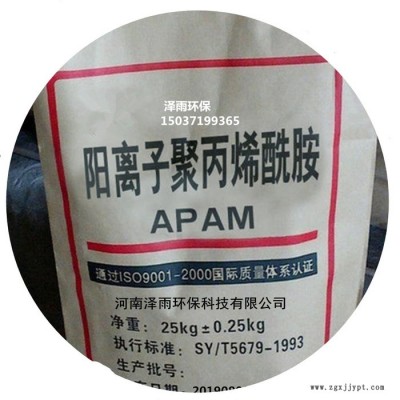 泽雨环保
15037199365
阳离子聚丙烯酰胺
APAM
通过ISO9001-2000国际质量体系认证
河南泽雨环保科技有限公司
净重：25kg±0.25kg
执行标准：SY/T5679-1993
生产批号：
www.zgxjjypt.com